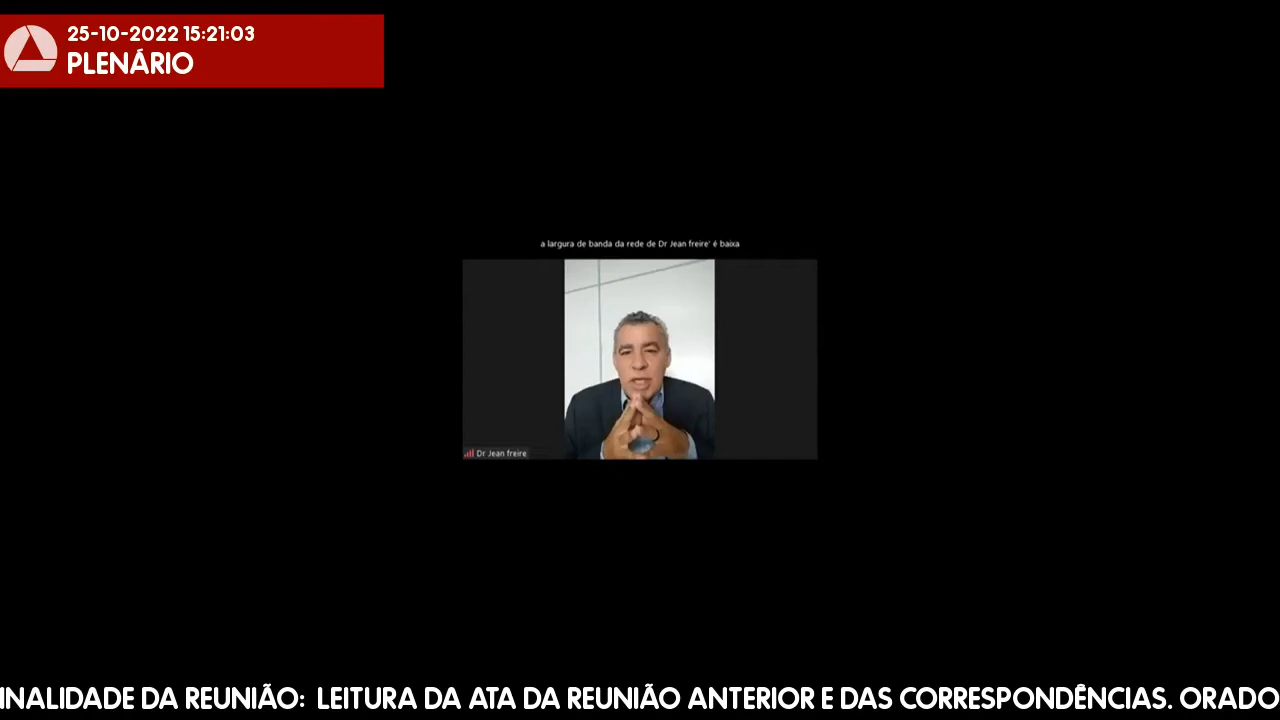 25-10-2022 15:21:03
PLENÁRIO
a largura de banda da rede de Dr Jean freire' é baixa
Dr Jean freire
INALIDADE DA REUNIÃO: LEITURA DA ATA DA REUNIÃO ANTERIOR E DAS CORRESPONDÊNCIAS. ORADO